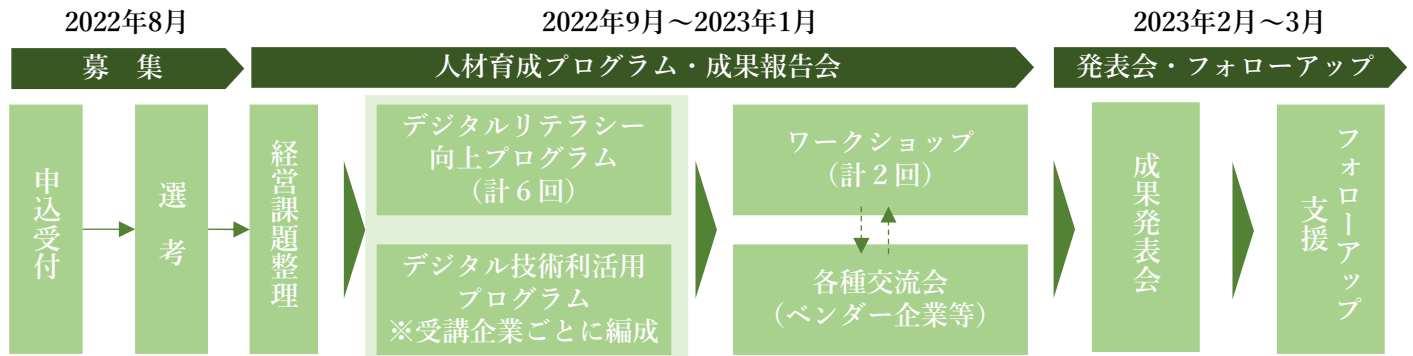 2022年8月
2022年9月～2023年1月
2023年2月～3月
募　集
人材育成プログラム・成果報告会
発表会・フォローアップ
申込受付
選　考
経営課題整理
デジタルリテラシー
向上プログラム
（計６回）
デジタル技術利活用
プログラム
※受講企業ごとに編成
ワークショップ
（計２回）
各種交流会
（ベンダー企業等）
成果発表会
フォローアップ
支援